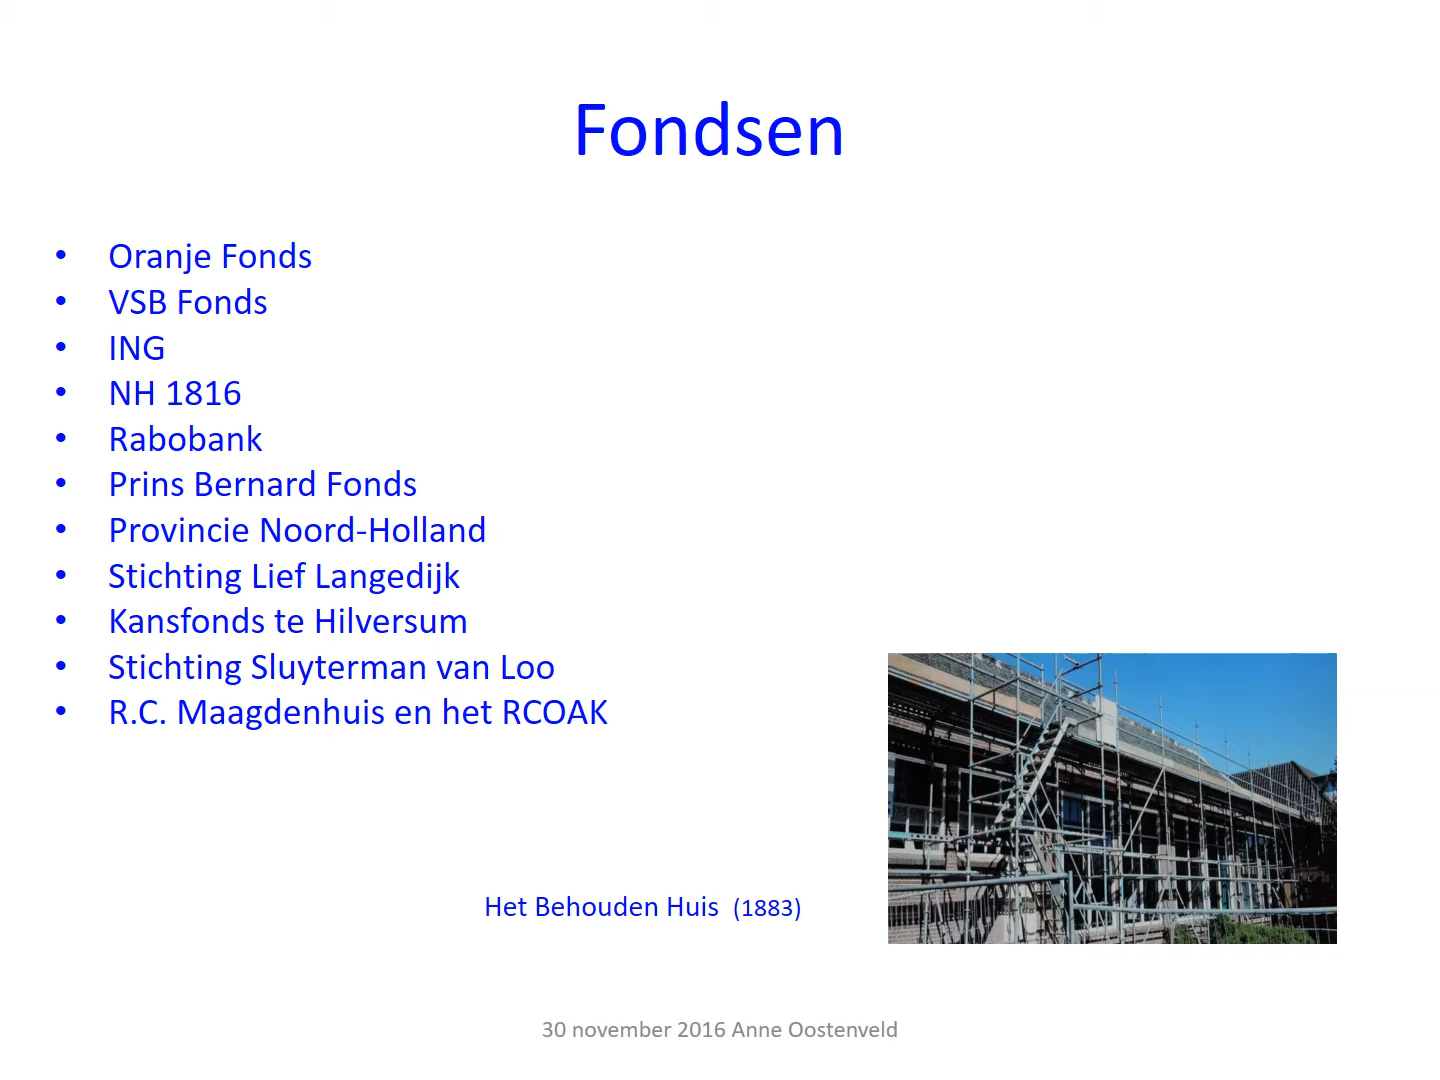 Fondsen
• Oranje Fonds
• VSB Fonds
• ING
• NH 1816
• Rabobank
• Prins Bernard Fonds
• Provincie Noord-Holland
• Stichting Lief Langedijk
• Kansfonds te Hilversum
• Stichting Sluyterman van Loo
• R.C. Maagdenhuis en het RCOAK
Het Behouden Huis (1883)
30 november 2016 Anne Oostenveld